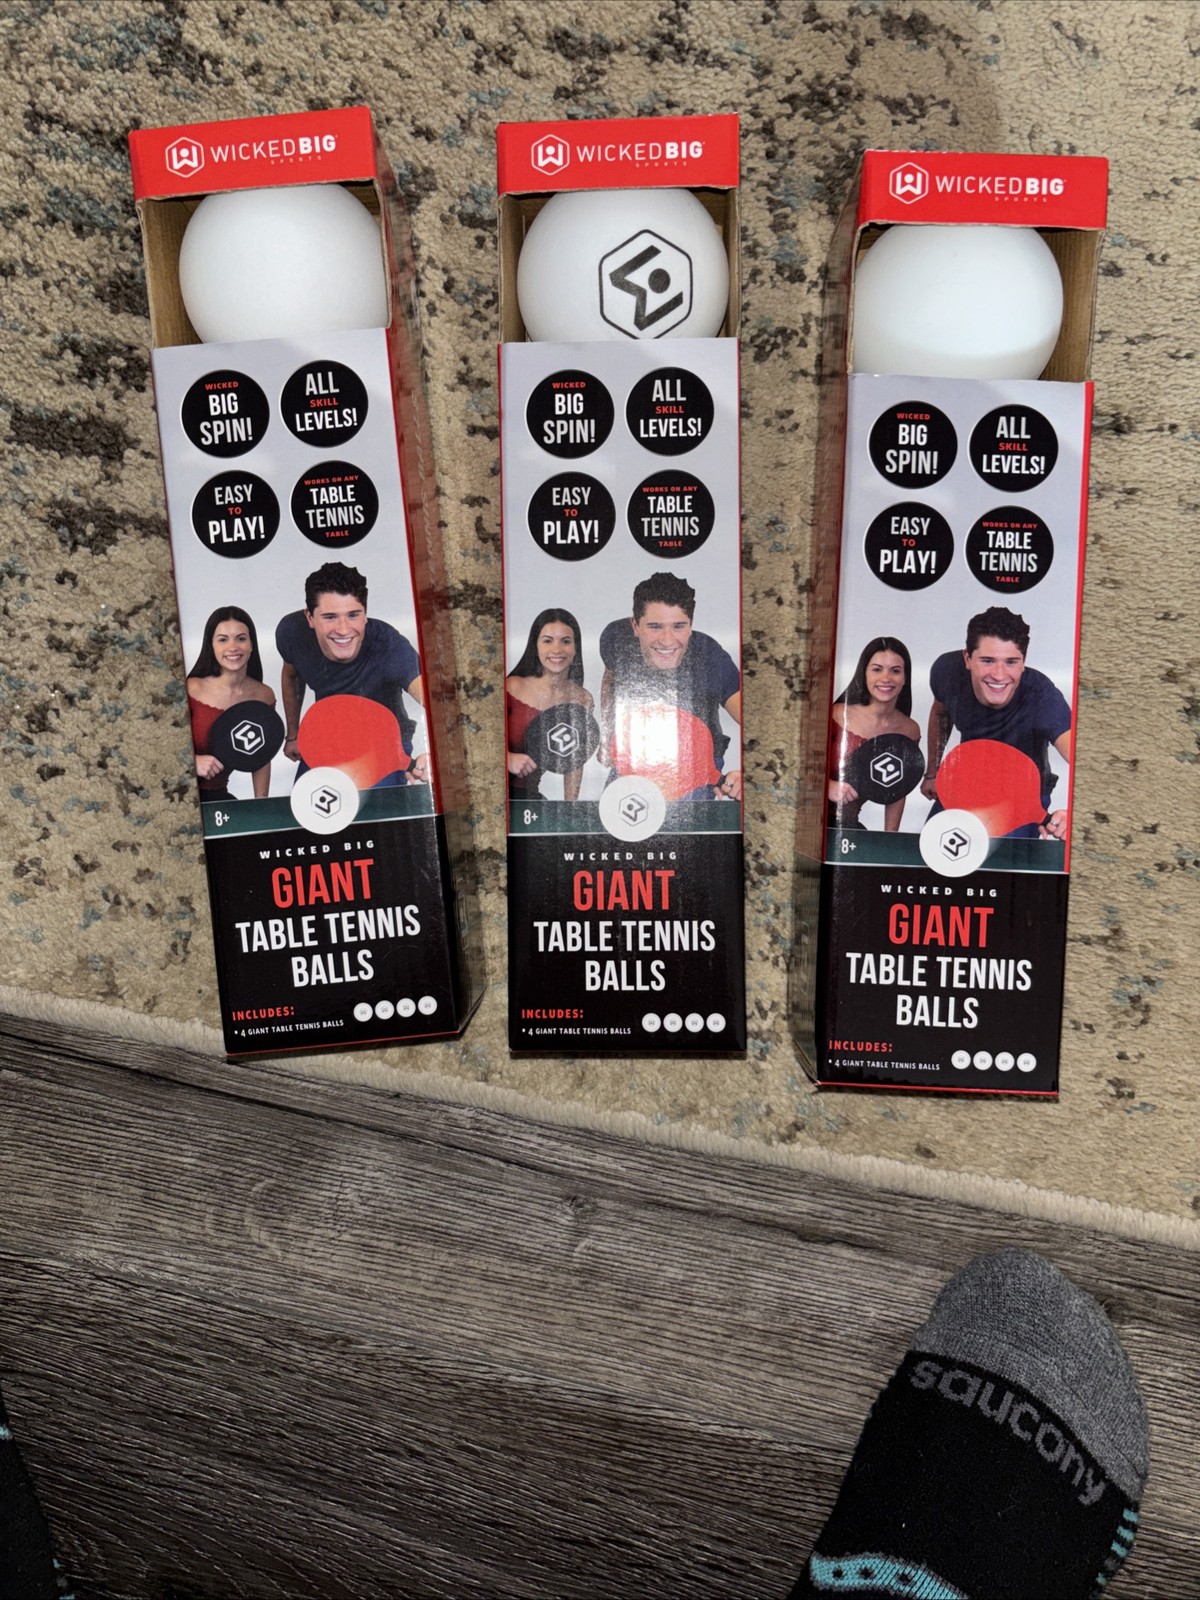 WICKEDBIG
SPORTS
WICKED
BIG
SPIN!
ALL
SKILL
LEVELS!
EASY
TO
PLAY!
WORKS ON ANY
TABLE
TENNIS
TABLE
8+
WICKED BIG
GIANT
TABLE TENNIS
BALLS
INCLUDES:
• 4 GIANT TABLE TENNIS BALLS
WICKEDBIG
SPORTS
WICKED
BIG
SPIN!
ALL
SKILL
LEVELS!
EASY
TO
PLAY!
WORKS ON ANY
TABLE
TENNIS
TABLE
8+
WICKED BIG
GIANT
TABLE TENNIS
BALLS
INCLUDES:
• 4 GIANT TABLE TENNIS BALLS
WICKEDBIG
SPORTS
WICKED
BIG
SPIN!
ALL
SKILL
LEVELS!
EASY
TO
PLAY!
WORKS ON ANY
TABLE
TENNIS
TABLE
8+
WICKED BIG
GIANT
TABLE TENNIS
BALLS
INCLUDES:
• 4 GIANT TABLE TENNIS BALLS
saucony